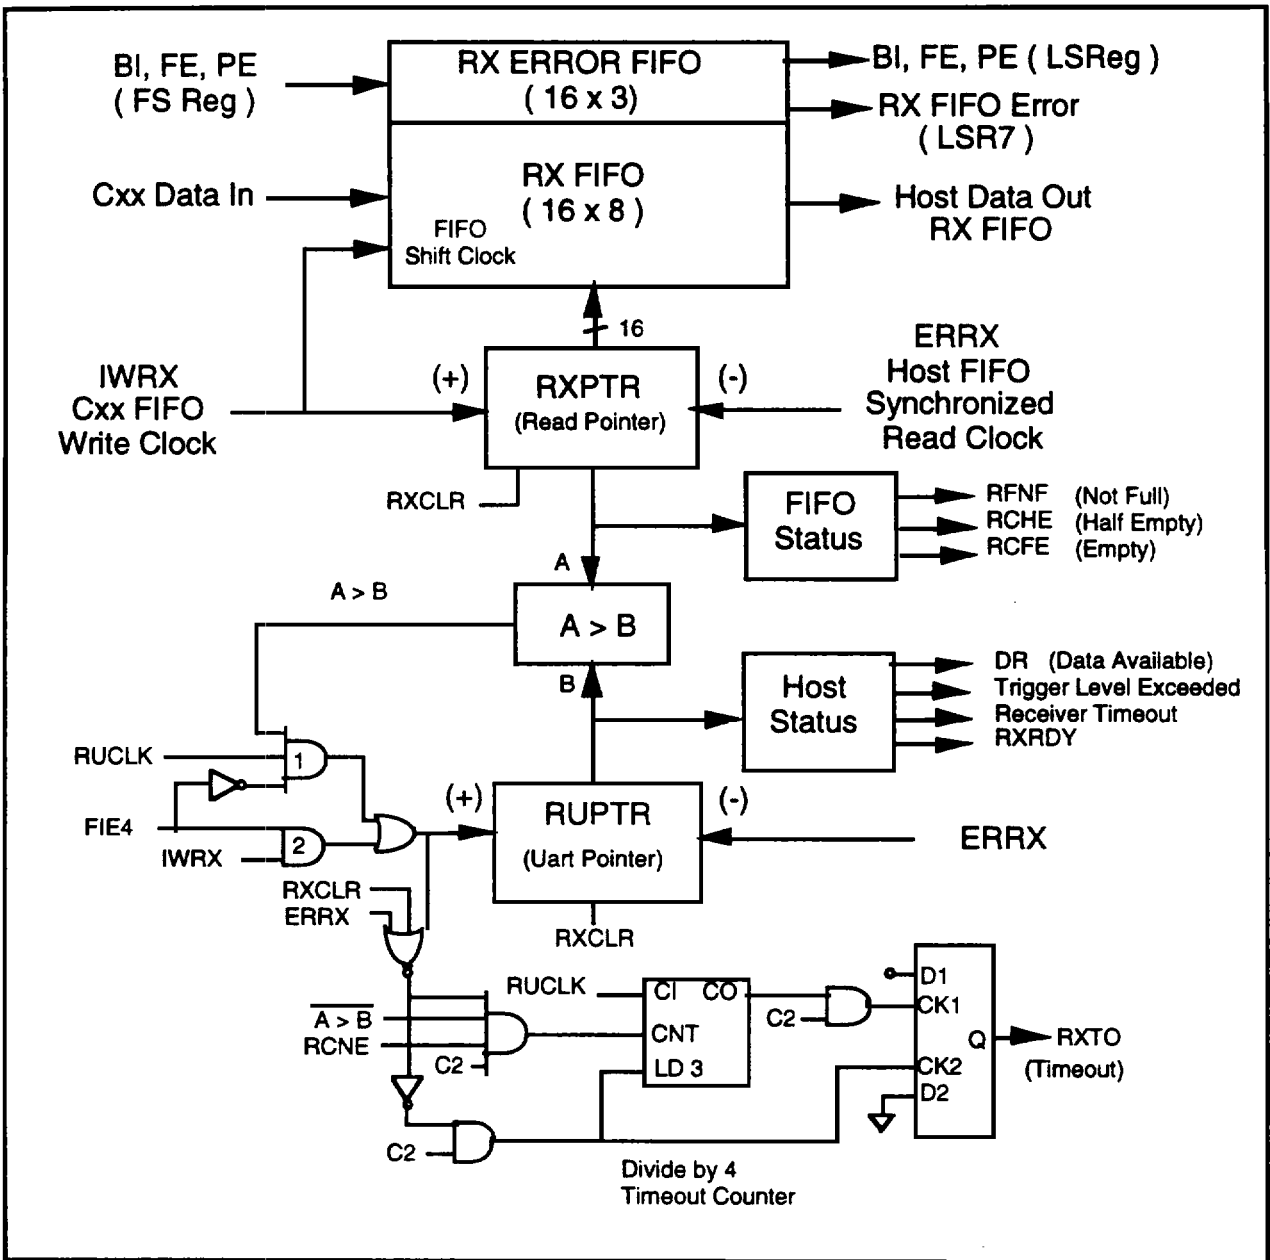 BI, FE, PE
( FS Reg )
RX ERROR FIFO
( 16 x 3)
BI, FE, PE ( LSReg )
RX FIFO Error
( LSR7 )
Cxx Data In
RX FIFO
( 16 x 8 )
FIFO
Shift Clock
Host Data Out
RX FIFO
16
IWRX
Cxx FIFO
Write Clock
(+)
RXPTR
(Read Pointer)
(-)
ERRX
Host FIFO
Synchronized
Read Clock
RXCLR
FIFO
Status
RFNF (Not Full)
RCHE (Half Empty)
RCFE (Empty)
A
A > B
A > B
B
Host
Status
DR (Data Available)
Trigger Level Exceeded
Receiver Timeout
RXRDY
RUCLK
1
FIE4
2
IWRX
(+)
RUPTR
(Uart Pointer)
(-)
ERRX
RXCLR
ERRX
RXCLR
RUCLK
CI CO
CNT
LD 3
A > B
RCNE
C2
C2
D1
CK1
Q
CK2
D2
RXTO
(Timeout)
C2
Divide by 4
Timeout Counter